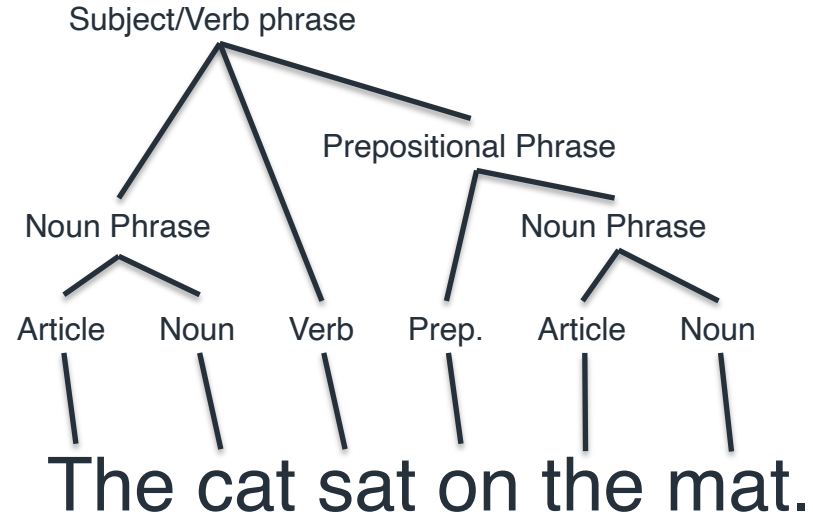 Subject/Verb phrase
Prepositional Phrase
Noun Phrase Noun Phrase
Article Noun Verb Prep. Article Noun
The cat sat on the mat.